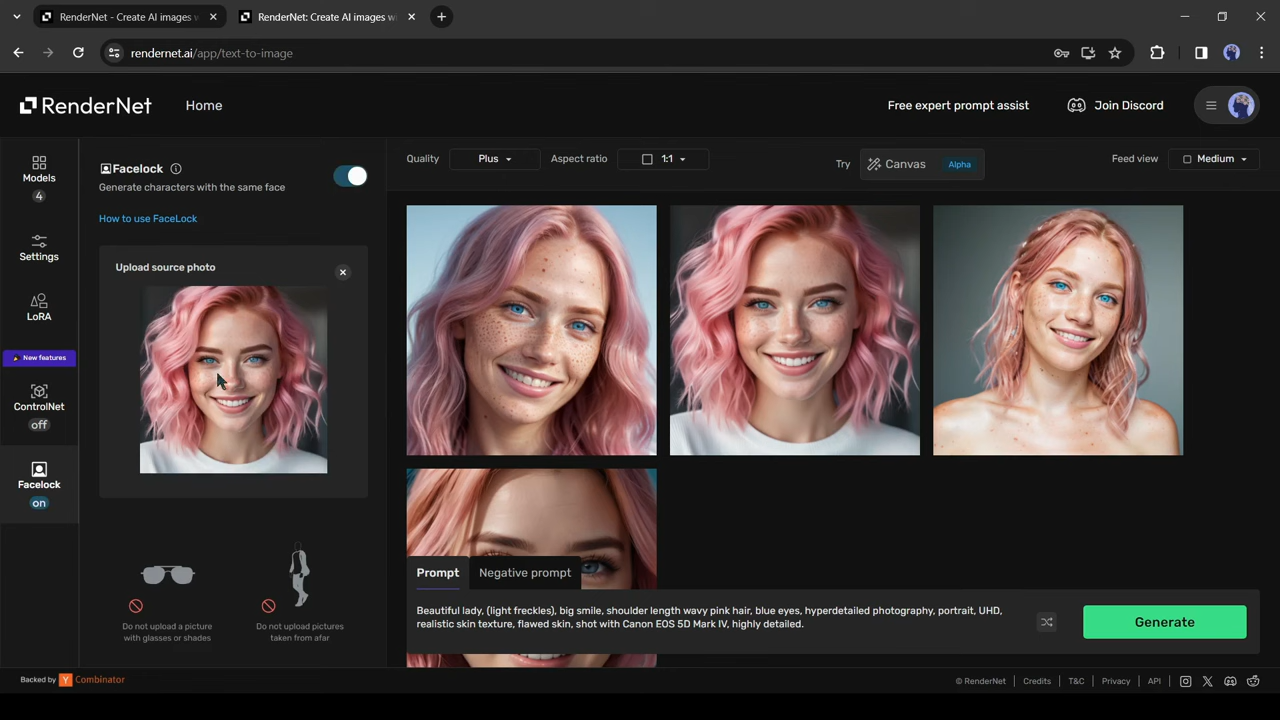 RenderNet - Create AI images w
RenderNet: Create AI images wi
rendernet.ai/app/text-to-image
RenderNet
Home
Free expert prompt assist
Join Discord
Models
4
Settings
LoRA
New features
ControlNet
off
Facelock
on
Facelock
Generate characters with the same face
How to use FaceLock
Upload source photo
Do not upload a picture
with glasses or shades
Do not upload pictures
taken from afar
Quality
Plus
Aspect ratio
1:1
Try
Canvas
Alpha
Feed view
Medium
Prompt
Negative prompt
Beautiful lady, (light freckles), big smile, shoulder length wavy pink hair, blue eyes, hyperdetailed photography, portrait, UHD,
realistic skin texture, flawed skin, shot with Canon EOS 5D Mark IV, highly detailed.
Generate
Backed by Y Combinator
© RenderNet
Credits
T&C
Privacy
API